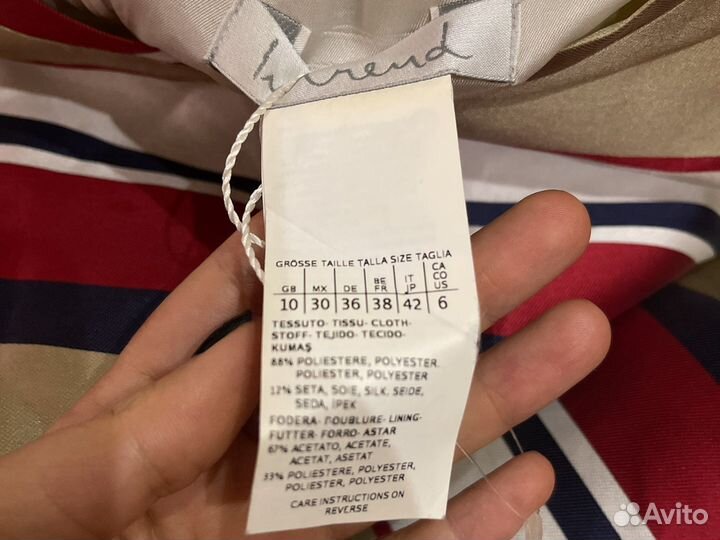 GRÖSSE TAILLE TALLA SIZE TAGLIA
GB MX DE BE FR IT JP CA CO US
10 30 36 38 42 6
TESSUTO- TISSU- CLOTH-
STOFF- TEJIDO- TECIDO-
KUMAŞ
88% POLIESTERE, POLYESTER,
POLIESTER, POLYESTER
12% SETA, SOIE, SILK, SEIDE,
SEDA, İPEK
FODERA- DOUBLURE- LINING-
FUTTER- FORRO- ASTAR
67% ACETATO, ACETATE,
ACETAT, ASETAT
33% POLIESTERE, POLYESTER,
POLIESTER, POLYESTER
CARE INSTRUCTIONS ON
REVERSE
Avito